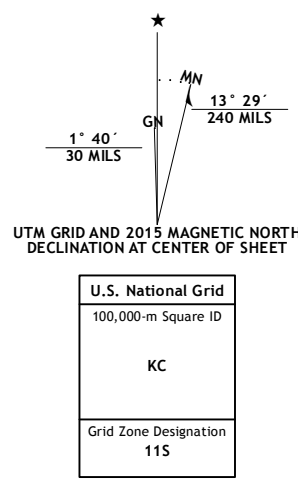 ★
MN
GN
13° 29´
240 MILS
1° 40´
30 MILS
UTM GRID AND 2015 MAGNETIC NORTH
DECLINATION AT CENTER OF SHEET
U.S. National Grid
100,000-m Square ID
KC
Grid Zone Designation
11S